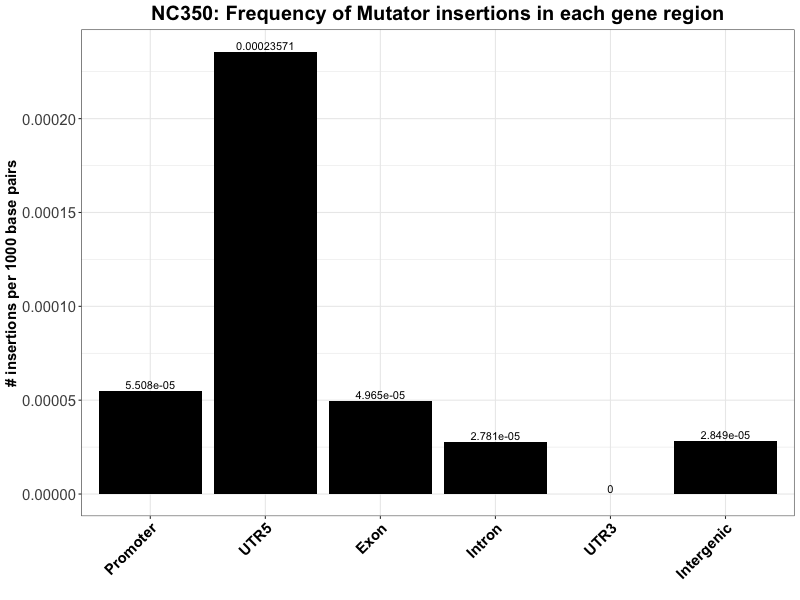 NC350: Frequency of Mutator insertions in each gene region
# insertions per 1000 base pairs
0.00020
0.00015
0.00010
0.00005
0.00000
5.508e-05
0.00023571
4.965e-05
2.781e-05
0
2.849e-05
Promoter
UTR5
Exon
Intron
UTR3
Intergenic